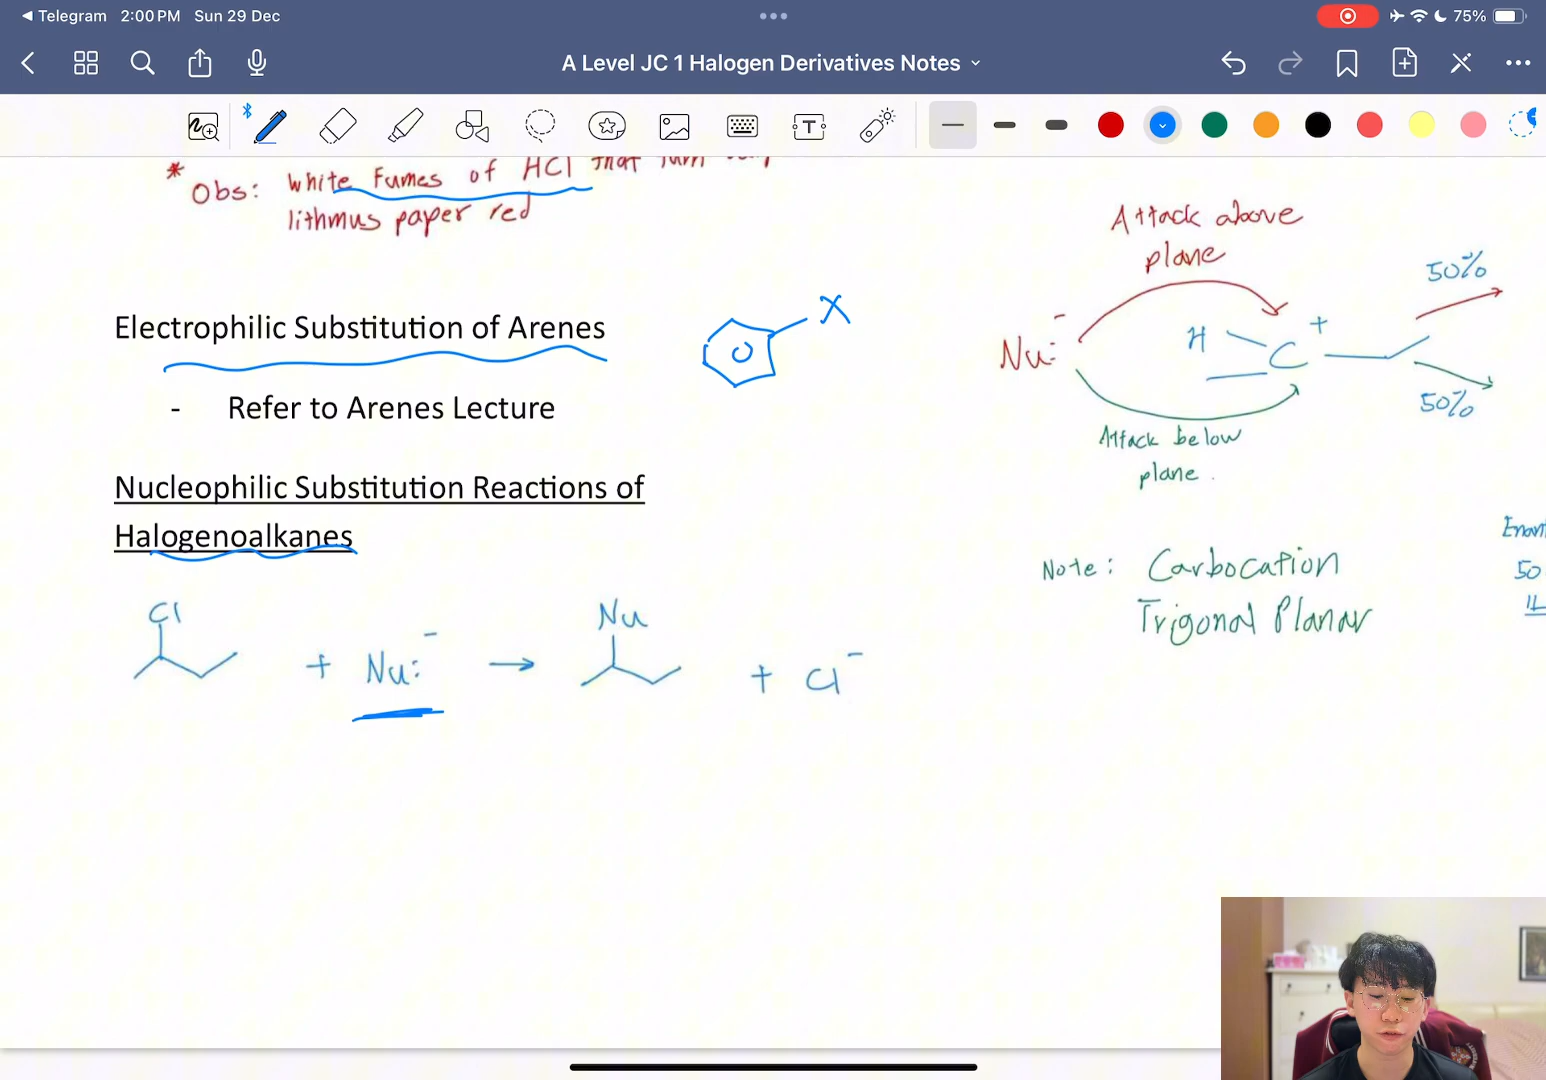 Telegram 2:00 PM Sun 29 Dec 75%
A Level JC 1 Halogen Derivatives Notes
T
* Obs: White Fumes of HCl that turn
lithmus paper red
Electrophilic Substitution of Arenes
X
- Refer to Arenes Lecture
Nucleophilic Substitution Reactions of
Halogenoalkanes
Cl
+ Nu:⁻ → Nu + Cl⁻
Attack above
plane
50%
Nu:⁻ H C +
50%
Attack below
plane.
Note: Carbocation
Trigonal Planar
50